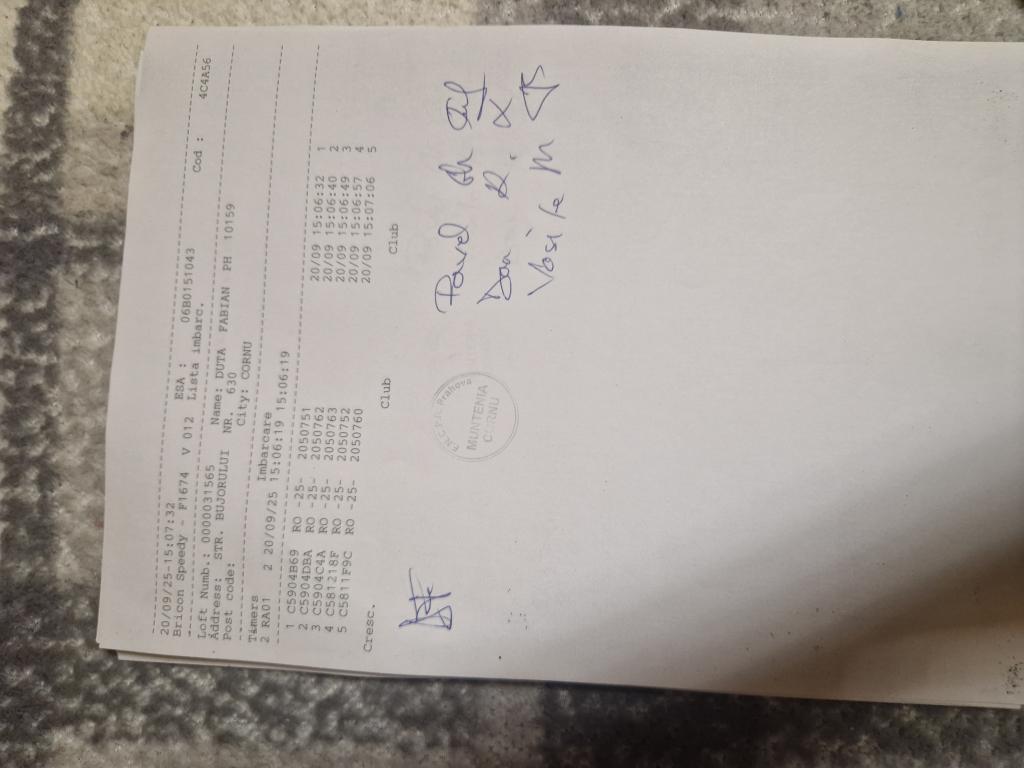 20/09/25-15:07:32
Bricon Speedy - F1674 V 012 ESA : 06B0151043
Lista imbarc.
Cod : 4C4A56
Loft Numb.: 0000031565 Name: DUTA FABIAN PH 10159
Address: STR. BUJORULUI NR. 630
Post code: City: CORNU
Timers Imbarcare
2 RA01 2 20/09/25 15:06:19 15:06:19
1 C5904B69 RO -25- 2050751 20/09 15:06:32 1
2 C5904DBA RO -25- 2050762 20/09 15:06:40 2
3 C5904C4A RO -25- 2050763 20/09 15:06:49 3
4 C581218F RO -25- 2050752 20/09 15:06:57 4
5 C5811F9C RO -25- 2050760 20/09 15:07:06 5
Cresc. Club Club
Pavel Gh
Dan R.
Vasile M
Prahova
MUNTENIA
CORNU